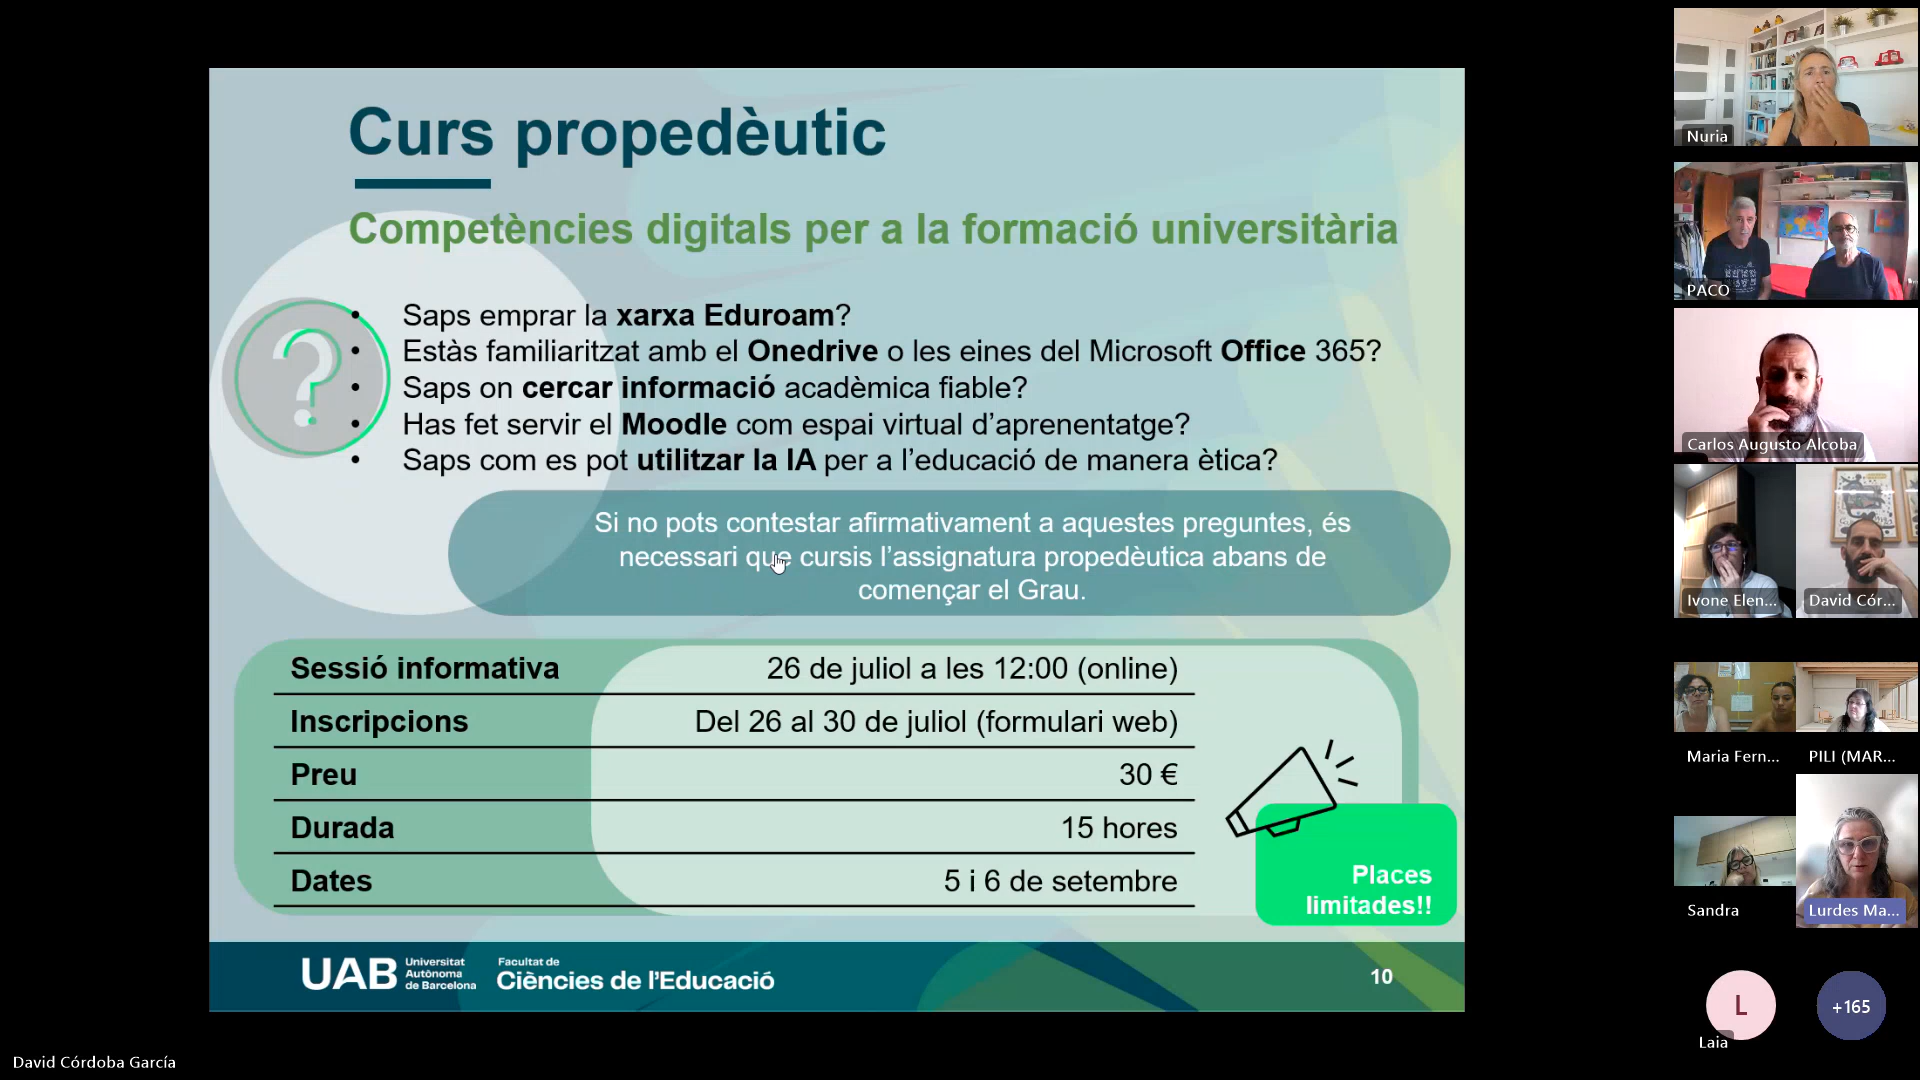 Curs propedèutic
Competències digitals per a la formació universitària
• Saps emprar la xarxa Eduroam?
• Estàs familiaritzat amb el Onedrive o les eines del Microsoft Office 365?
• Saps on cercar informació acadèmica fiable?
• Has fet servir el Moodle com espai virtual d’aprenentatge?
• Saps com es pot utilitzar la IA per a l’educació de manera ètica?
Si no pots contestar afirmativament a aquestes preguntes, és
necessari que cursis l’assignatura propedèutica abans de
començar el Grau.
Sessió informativa 26 de juliol a les 12:00 (online)
Inscripcions Del 26 al 30 de juliol (formulari web)
Preu 30 €
Durada 15 hores
Dates 5 i 6 de setembre
Places
limitades!!
UAB Universitat
Autònoma
de Barcelona
Facultat de
Ciències de l’Educació
10
David Córdoba García
Nuria
PACO
Carlos Augusto Alcoba
Ivone Elen...
David Cór...
Maria Fern...
PILI (MAR...
Sandra
Lurdes Ma...
L
Laia
+165